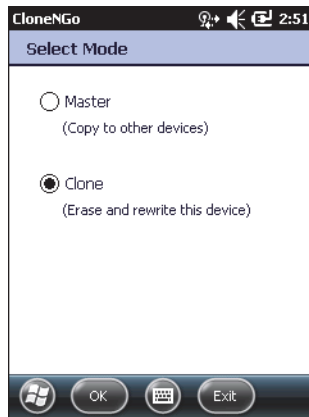 CloneNGo 2:51
Select Mode
Master
(Copy to other devices)
Clone
(Erase and rewrite this device)
OK Exit